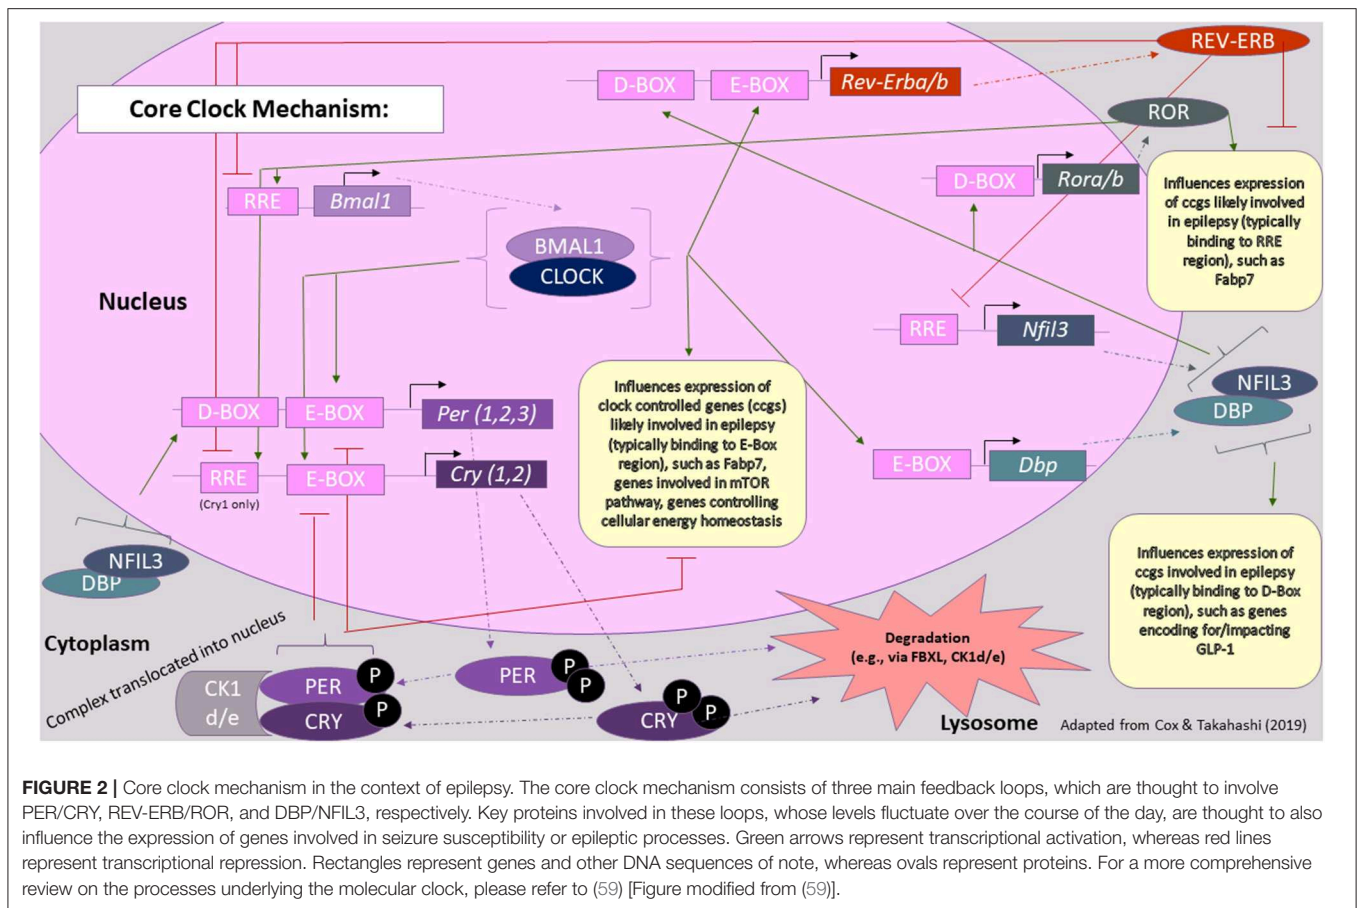 REV-ERB
D-BOX
E-BOX
Rev-Erba/b
Core Clock Mechanism:
ROR
RRE
Bmal1
D-BOX
Rora/b
Influences expression
of ccgs likely involved
in epilepsy (typically
binding to RRE
region), such as
Fabp7
BMAL1
CLOCK
Nucleus
RRE
Nfil3
NFIL3
DBP
Influences expression of
clock controlled genes (ccgs)
likely involved in epilepsy
(typically binding to E-Box
region), such as Fabp7,
genes involved in mTOR
pathway, genes controlling
cellular energy homeostasis
D-BOX
E-BOX
Per (1,2,3)
RRE
(Cry1 only)
E-BOX
Cry (1,2)
E-BOX
Dbp
NFIL3
DBP
Influences expression of
ccgs involved in epilepsy
(typically binding to D-Box
region), such as genes
encoding for/impacting
GLP-1
Cytoplasm
Complex translocated into nucleus
CK1
d/e
PER
P
CRY
P
PER
P
P
CRY
P
P
Degradation
(e.g., via FBXL, CK1d/e)
Lysosome
Adapted from Cox & Takahashi (2019)
FIGURE 2 | Core clock mechanism in the context of epilepsy. The core clock mechanism consists of three main feedback loops, which are thought to involve
PER/CRY, REV-ERB/ROR, and DBP/NFIL3, respectively. Key proteins involved in these loops, whose levels fluctuate over the course of the day, are thought to also
influence the expression of genes involved in seizure susceptibility or epileptic processes. Green arrows represent transcriptional activation, whereas red lines
represent transcriptional repression. Rectangles represent genes and other DNA sequences of note, whereas ovals represent proteins. For a more comprehensive
review on the processes underlying the molecular clock, please refer to (59) [Figure modified from (59)].